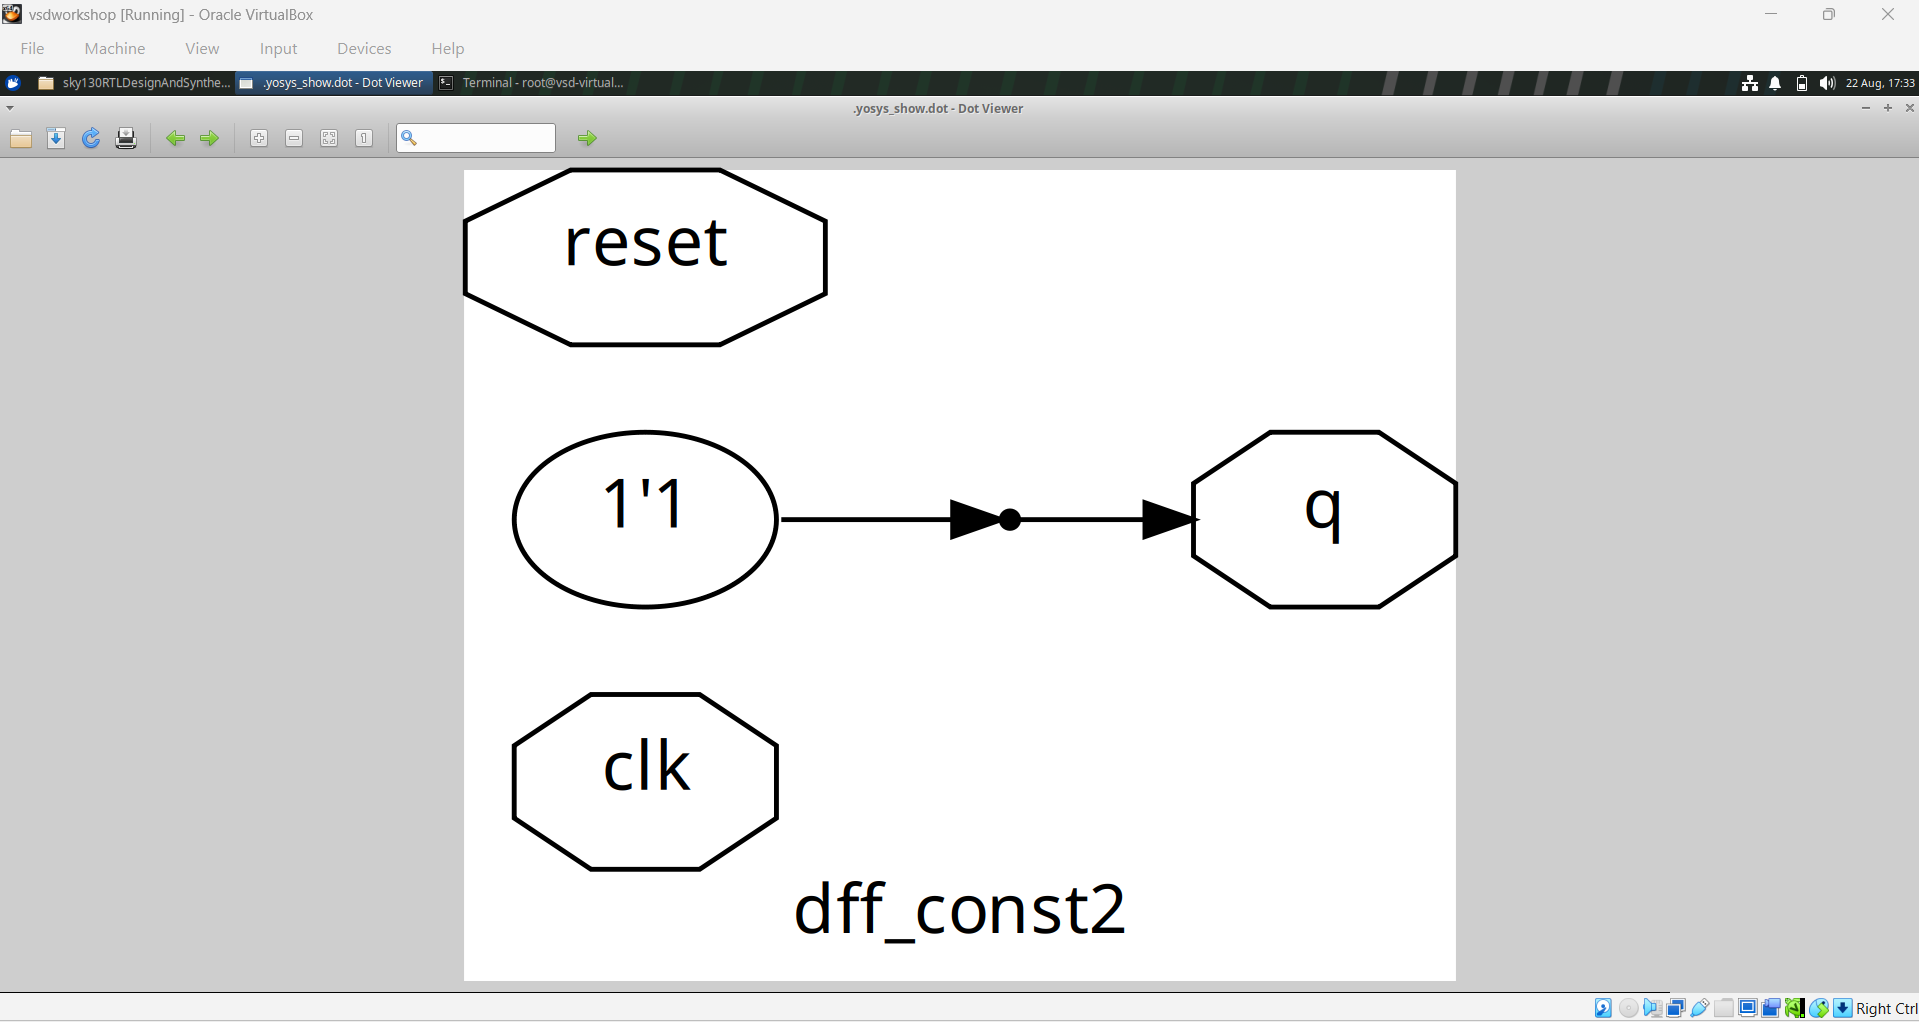 vsdworkshop [Running] - Oracle VirtualBox
File Machine View Input Devices Help
sky130RTLDesignAndSynthe... .yosys_show.dot - Dot Viewer Terminal - root@vsd-virtual... 22 Aug, 17:33
.yosys_show.dot - Dot Viewer
reset
1'1
q
clk
dff_const2
Right Ctrl